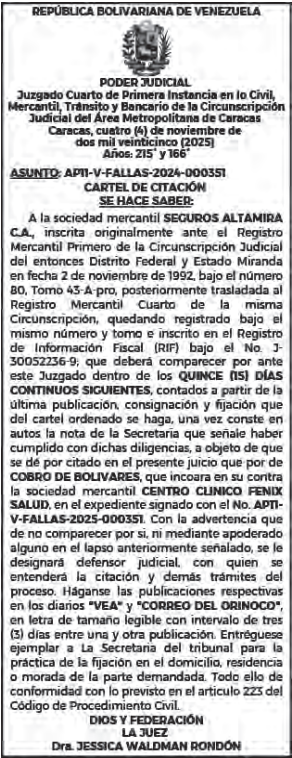 REPÚBLICA BOLIVARIANA DE VENEZUELA
PODER JUDICIAL
Juzgado Cuarto de Primera Instancia en lo Civil,
Mercantil, Tránsito y Bancario de la Circunscripción
Judicial del Área Metropolitana de Caracas
Caracas, cuatro (4) de noviembre de
dos mil veinticinco (2025)
Años: 215° y 166°
ASUNTO: AP11-V-FALLAS-2024-000351
CARTEL DE CITACIÓN
SE HACE SABER:
A la sociedad mercantil SEGUROS ALTAMIRA
C.A., inscrita originalmente ante el Registro
Mercantil Primero de la Circunscripción Judicial
del entonces Distrito Federal y Estado Miranda
en fecha 2 de noviembre de 1992, bajo el número
80, Tomo 43-A-pro, posteriormente trasladada al
Registro Mercantil Cuarto de la misma
Circunscripción, quedando registrado bajo el
mismo número y tomo e inscrito en el Registro
de Información Fiscal (RIF) bajo el No. J-
30052236-9; que deberá comparecer por ante
este Juzgado dentro de los QUINCE (15) DÍAS
CONTINUOS SIGUIENTES, contados a partir de la
última publicación, consignación y fijación que
del cartel ordenado se haga, una vez conste en
autos la nota de la Secretaria que señale haber
cumplido con dichas diligencias, a objeto de que
se dé por citado en el presente juicio que por de
COBRO DE BOLIVARES, que incoara en su contra
la sociedad mercantil CENTRO CLINICO FENIX
SALUD, en el expediente signado con el No. AP11-
V-FALLAS-2025-000351. Con la advertencia que
de no comparecer por si, ni mediante apoderado
alguno en el lapso anteriormente señalado, se le
designará defensor judicial, con quien se
entenderá la citación y demás trámites del
proceso. Háganse las publicaciones respectivas
en los diarios "VEA" y "CORREO DEL ORINOCO",
en letra de tamaño legible con intervalo de tres
(3) días entre una y otra publicación. Entréguese
ejemplar a La Secretaria del tribunal para la
práctica de la fijación en el domicilio, residencia
o morada de la parte demandada. Todo ello de
conformidad con lo previsto en el articulo 223 del
Código de Procedimiento Civil.
DIOS Y FEDERACIÓN
LA JUEZ
Dra. JESSICA WALDMAN RONDÓN